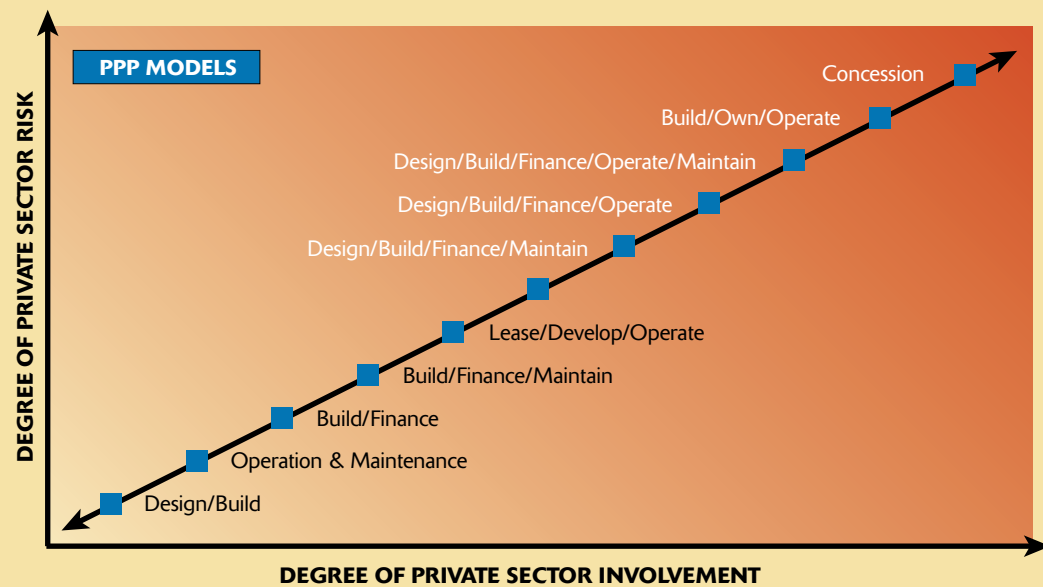 PPP MODELS
Concession
Build/Own/Operate
Design/Build/Finance/Operate/Maintain
Design/Build/Finance/Operate
Design/Build/Finance/Maintain
Lease/Develop/Operate
Build/Finance/Maintain
Build/Finance
Operation & Maintenance
Design/Build
DEGREE OF PRIVATE SECTOR RISK
DEGREE OF PRIVATE SECTOR INVOLVEMENT